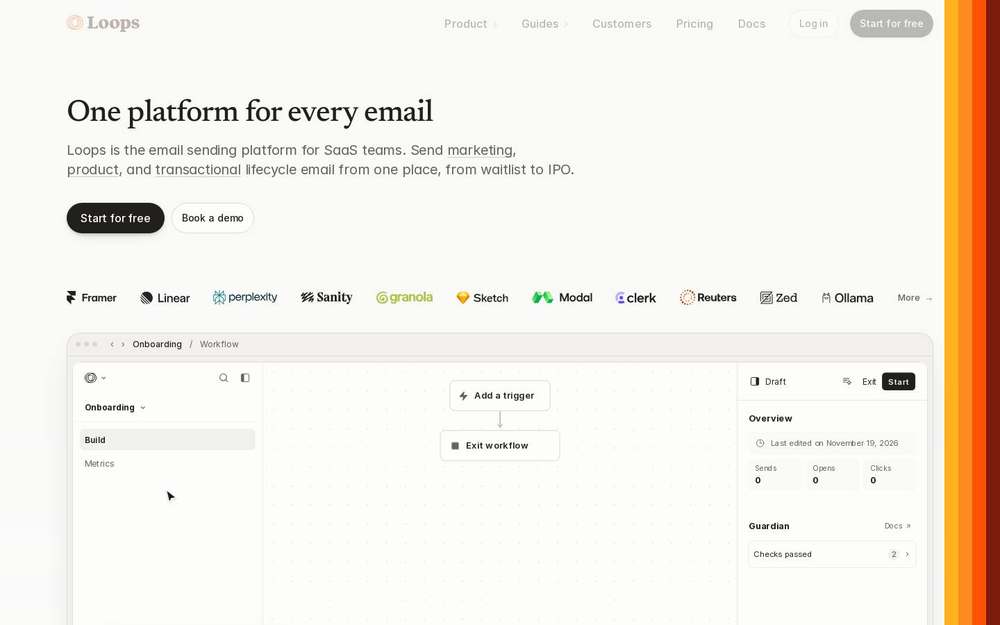 Loops
Product
Guides
Customers
Pricing
Docs
Log in
Start for free
One platform for every email
Loops is the email sending platform for SaaS teams. Send marketing,
product, and transactional lifecycle email from one place, from waitlist to IPO.
Start for free
Book a demo
Framer
Linear
perplexity
Sanity
granola
Sketch
Modal
clerk
Reuters
Zed
Ollama
More →
‹ › Onboarding / Workflow
Onboarding
Build
Metrics
Add a trigger
Exit workflow
Draft
Exit
Start
Overview
Last edited on November 19, 2026
Sends
Opens
Clicks
0
0
0
Guardian
Docs
Checks passed
2